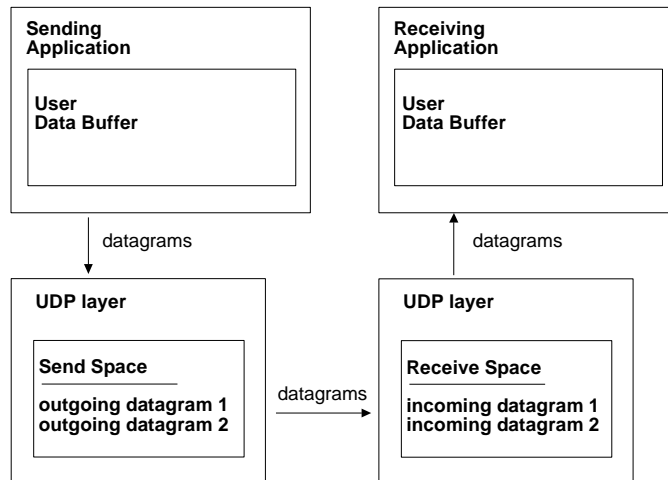 Sending
Application
User
Data Buffer
Receiving
Application
User
Data Buffer
datagrams
datagrams
UDP layer
Send Space
outgoing datagram 1
outgoing datagram 2
datagrams
UDP layer
Receive Space
incoming datagram 1
incoming datagram 2